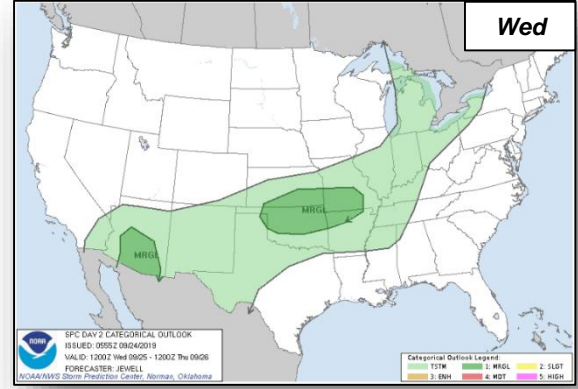 Wed
MRGL
MRGL
NOAA
SPC DAY 2 CATEGORICAL OUTLOOK
ISSUED: 0555Z 09/24/2019
VALID: 1200Z Wed 09/25 - 1200Z Thu 09/26
FORECASTER: JEWELL
NOAA/NWS Storm Prediction Center, Norman, Oklahoma
Categorical Outlook Legend:
TSTM 1: MRGL 2: SLGT
3: ENH 4: MDT 5: HIGH